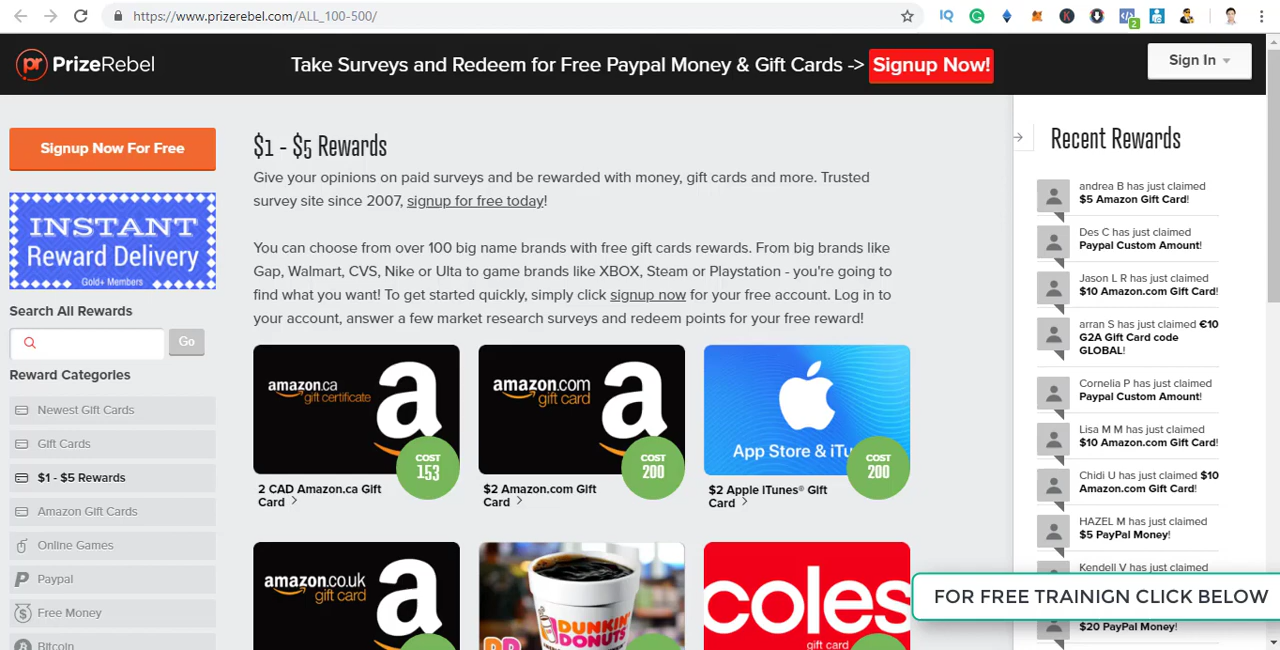 https://www.prizerebel.com/ALL_100-500/
IQ
2
pr PrizeRebel
Take Surveys and Redeem for Free Paypal Money & Gift Cards -> Signup Now!
Sign In
Signup Now For Free
INSTANT
Reward Delivery
Gold+ Members
Search All Rewards
Go
Reward Categories
Newest Gift Cards
Gift Cards
$1 - $5 Rewards
Amazon Gift Cards
Online Games
Paypal
Free Money
Bitcoin
$1 - $5 Rewards
Give your opinions on paid surveys and be rewarded with money, gift cards and more. Trusted
survey site since 2007, signup for free today!
You can choose from over 100 big name brands with free gift cards rewards. From big brands like
Gap, Walmart, CVS, Nike or Ulta to game brands like XBOX, Steam or Playstation - you're going to
find what you want! To get started quickly, simply click signup now for your free account. Log in to
your account, answer a few market research surveys and redeem points for your free reward!
amazon.ca
gift certificate
a
COST
153
2 CAD Amazon.ca Gift
Card
amazon.com
gift card
a
COST
200
$2 Amazon.com Gift
Card
App Store & iTu
COST
200
$2 Apple iTunes® Gift
Card
amazon.co.uk
gift card
a
DUNKIN'
DONUTS
coles
gift card
Recent Rewards
andrea B has just claimed
$5 Amazon Gift Card!
Des C has just claimed
Paypal Custom Amount!
Jason L R has just claimed
$10 Amazon.com Gift Card!
arran S has just claimed €10
G2A Gift Card code
GLOBAL!
Cornelia P has just claimed
Paypal Custom Amount!
Lisa M M has just claimed
$10 Amazon.com Gift Card!
Chidi U has just claimed $10
Amazon.com Gift Card!
HAZEL M has just claimed
$5 PayPal Money!
Kendell V has just claimed
FOR FREE TRAINIGN CLICK BELOW
$20 PayPal Money!